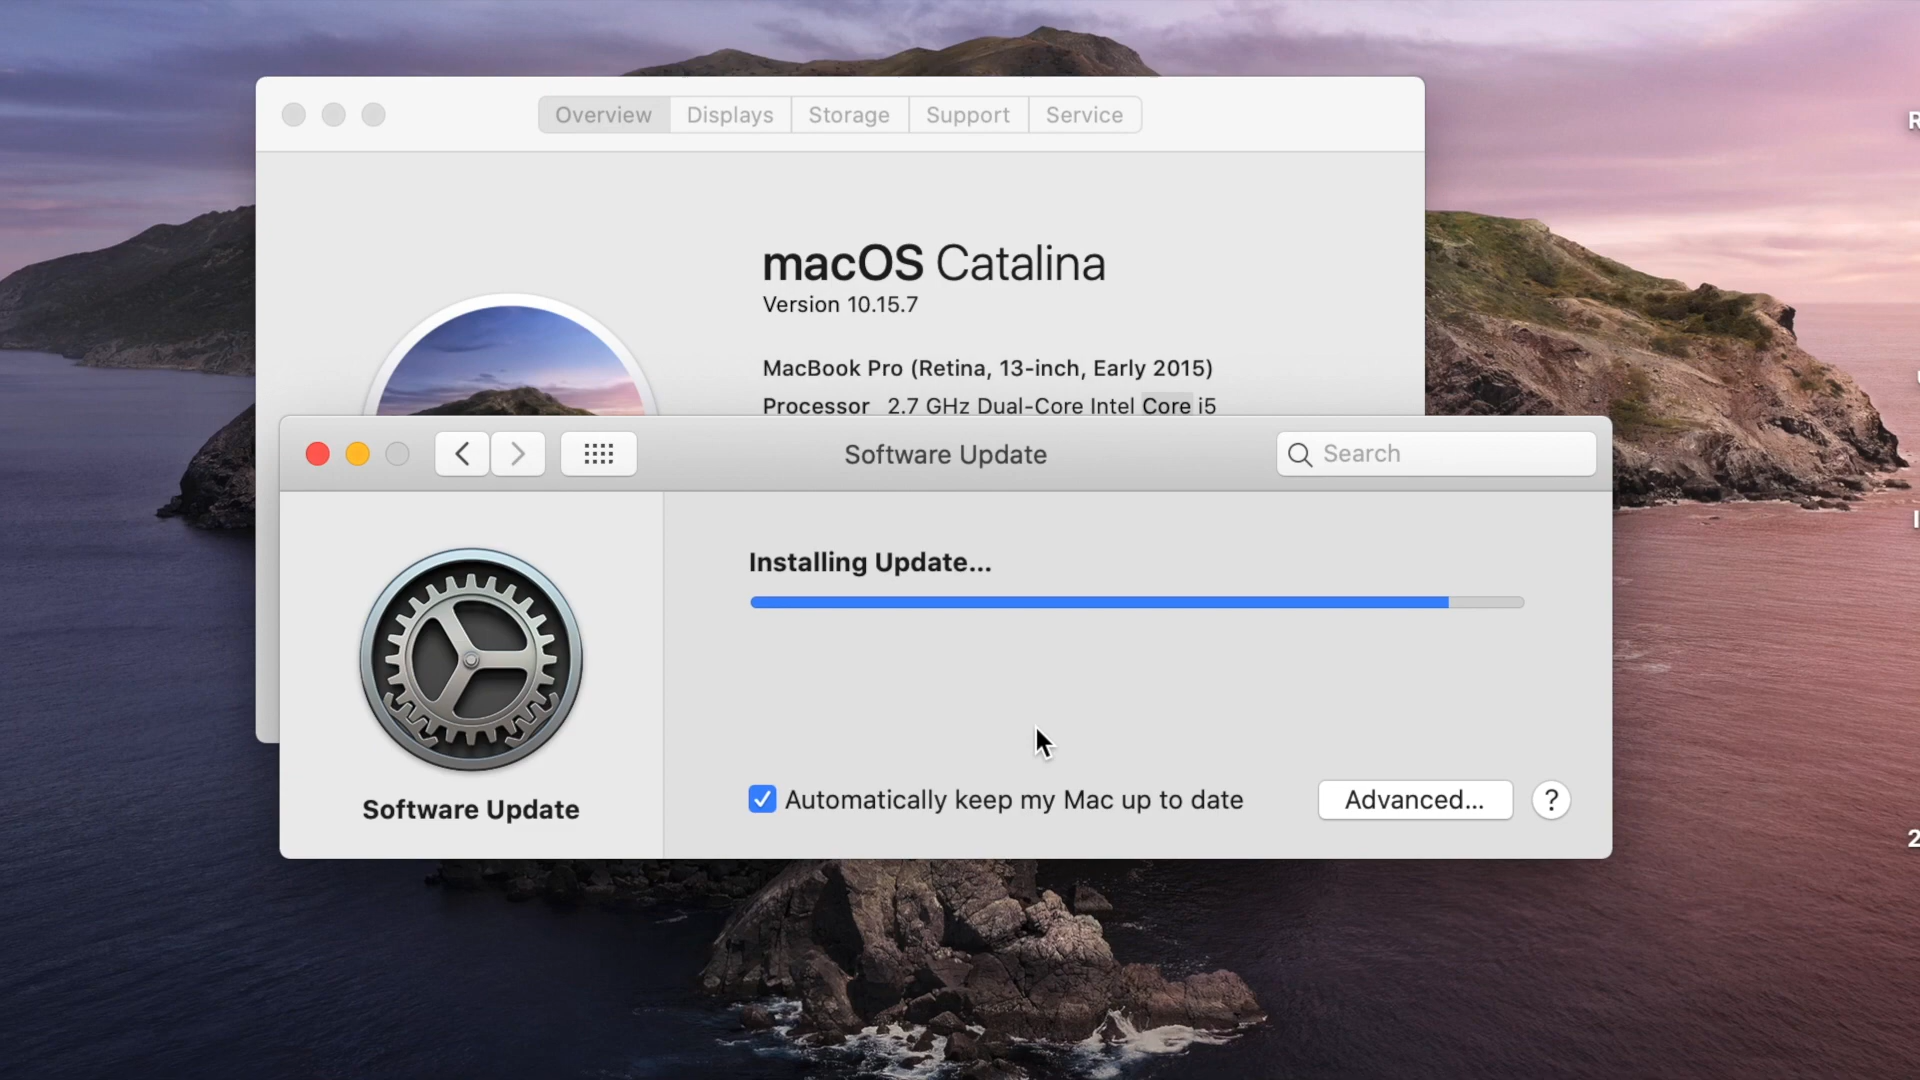 Overview Displays Storage Support Service
macOS Catalina
Version 10.15.7
MacBook Pro (Retina, 13-inch, Early 2015)
Processor 2.7 GHz Dual-Core Intel Core i5
Software Update
Search
Installing Update...
Automatically keep my Mac up to date
Advanced...
?
Software Update